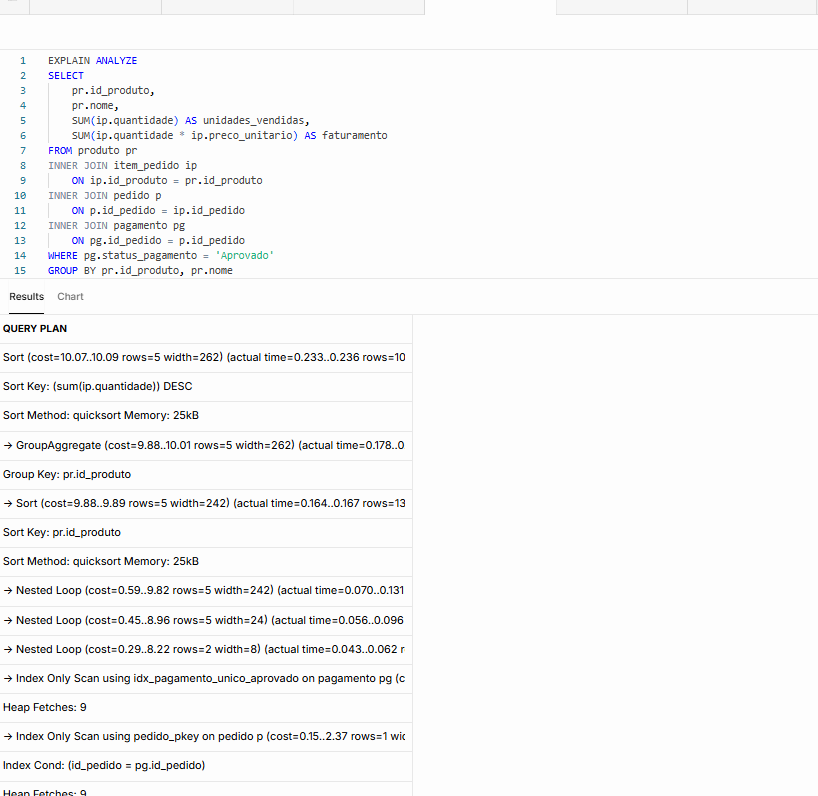 1 EXPLAIN ANALYZE
2 SELECT
3 pr.id_produto,
4 pr.nome,
5 SUM(ip.quantidade) AS unidades_vendidas,
6 SUM(ip.quantidade * ip.preco_unitario) AS faturamento
7 FROM produto pr
8 INNER JOIN item_pedido ip
9 ON ip.id_produto = pr.id_produto
10 INNER JOIN pedido p
11 ON p.id_pedido = ip.id_pedido
12 INNER JOIN pagamento pg
13 ON pg.id_pedido = p.id_pedido
14 WHERE pg.status_pagamento = 'Aprovado'
15 GROUP BY pr.id_produto, pr.nome
Results Chart
QUERY PLAN
Sort (cost=10.07..10.09 rows=5 width=262) (actual time=0.233..0.236 rows=10
Sort Key: (sum(ip.quantidade)) DESC
Sort Method: quicksort Memory: 25kB
→ GroupAggregate (cost=9.88..10.01 rows=5 width=262) (actual time=0.178..0
Group Key: pr.id_produto
→ Sort (cost=9.88..9.89 rows=5 width=242) (actual time=0.164..0.167 rows=13
Sort Key: pr.id_produto
Sort Method: quicksort Memory: 25kB
→ Nested Loop (cost=0.59..9.82 rows=5 width=242) (actual time=0.070..0.131
→ Nested Loop (cost=0.45..8.96 rows=5 width=24) (actual time=0.056..0.096
→ Nested Loop (cost=0.29..8.22 rows=2 width=8) (actual time=0.043..0.062 r
→ Index Only Scan using idx_pagamento_unico_aprovado on pagamento pg (c
Heap Fetches: 9
→ Index Only Scan using pedido_pkey on pedido p (cost=0.15..2.37 rows=1 wi
Index Cond: (id_pedido = pg.id_pedido)
Heap Fetches: 9